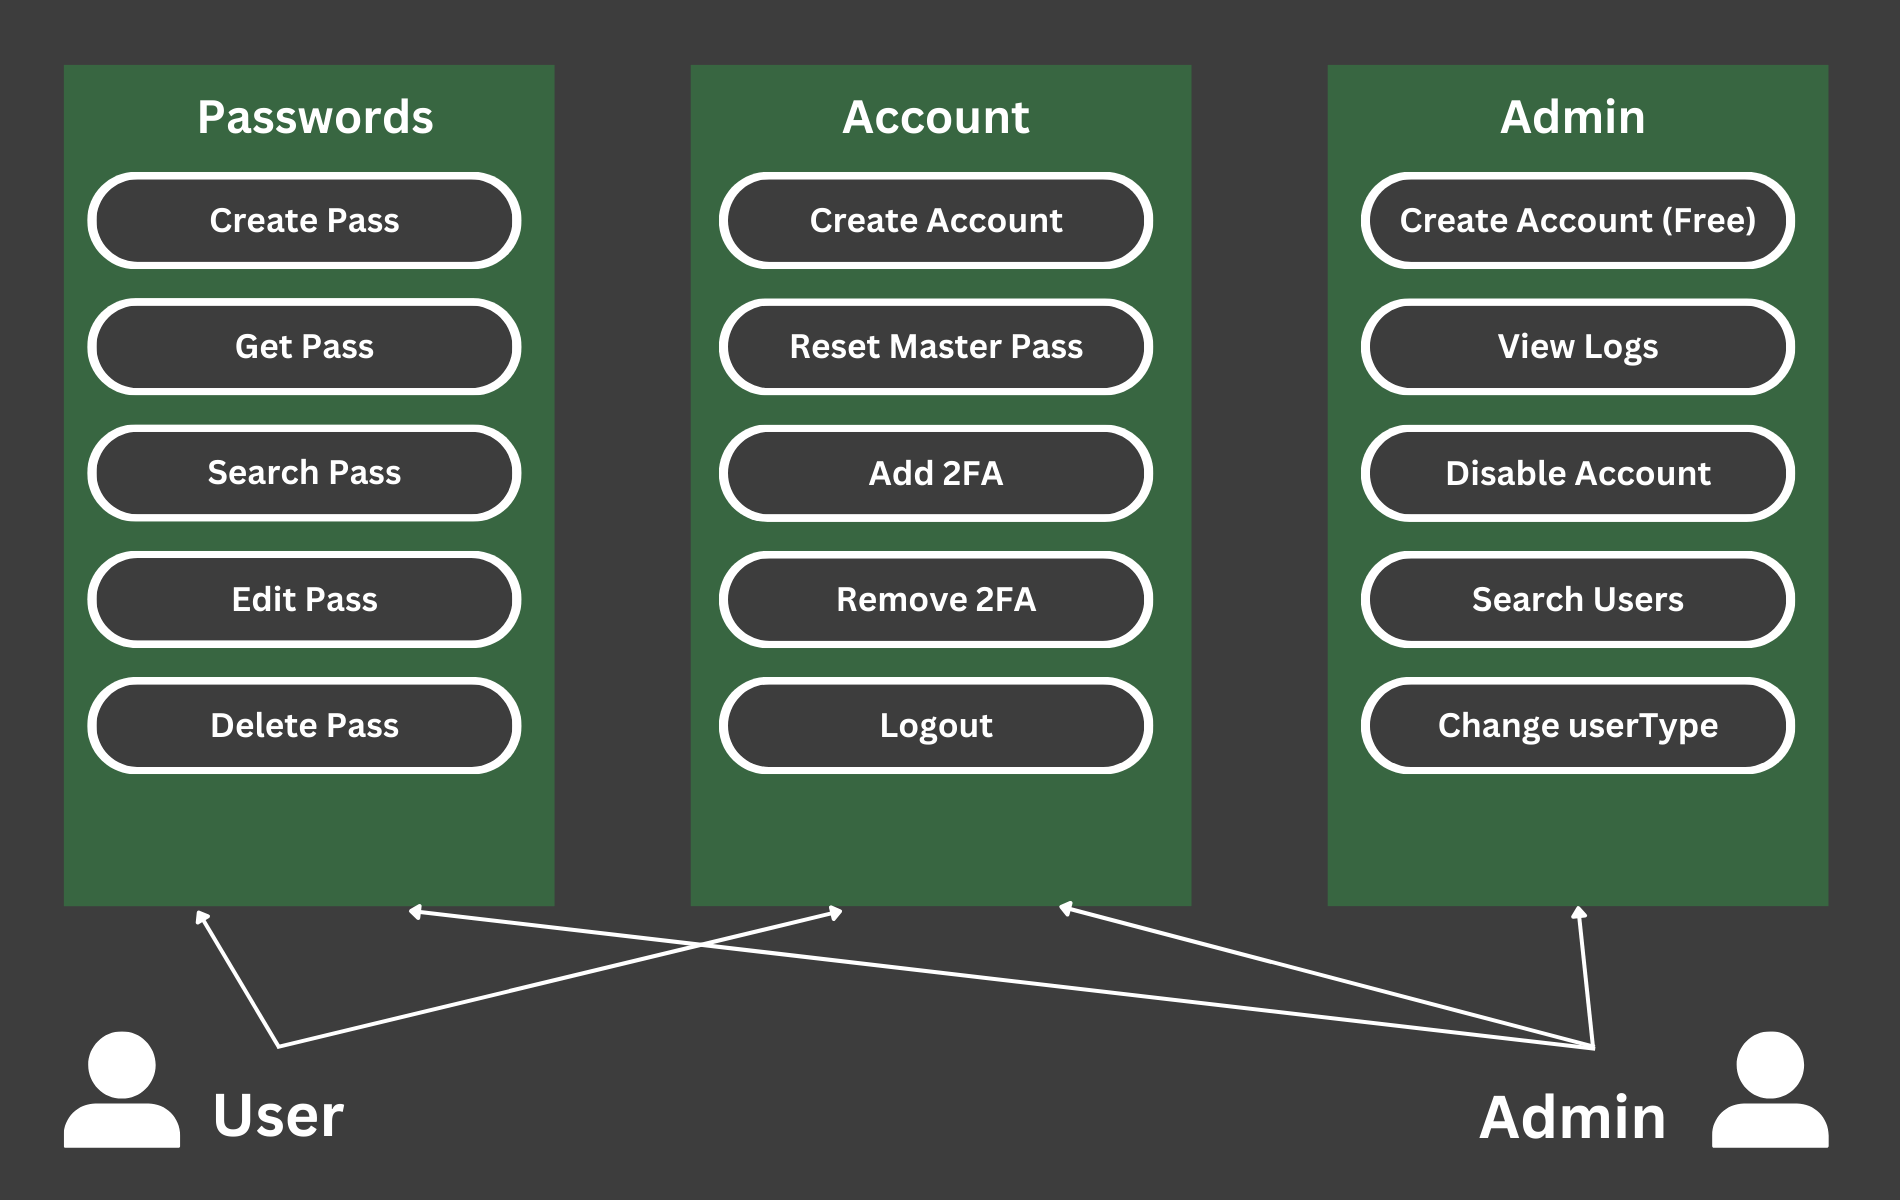 Passwords
Create Pass
Get Pass
Search Pass
Edit Pass
Delete Pass
Account
Create Account
Reset Master Pass
Add 2FA
Remove 2FA
Logout
Admin
Create Account (Free)
View Logs
Disable Account
Search Users
Change userType
User
Admin